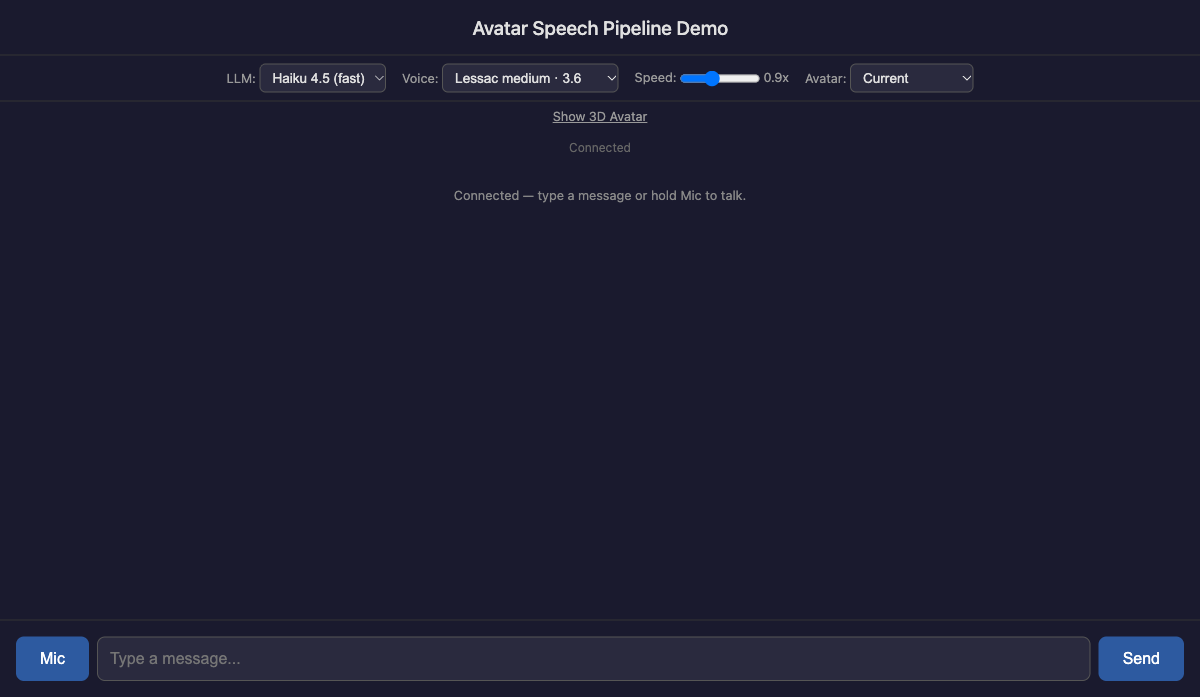 Avatar Speech Pipeline Demo
LLM: Haiku 4.5 (fast) Voice: Lessac medium · 3.6 Speed: 0.9x Avatar: Current
Show 3D Avatar
Connected
Connected — type a message or hold Mic to talk.
Mic Type a message... Send